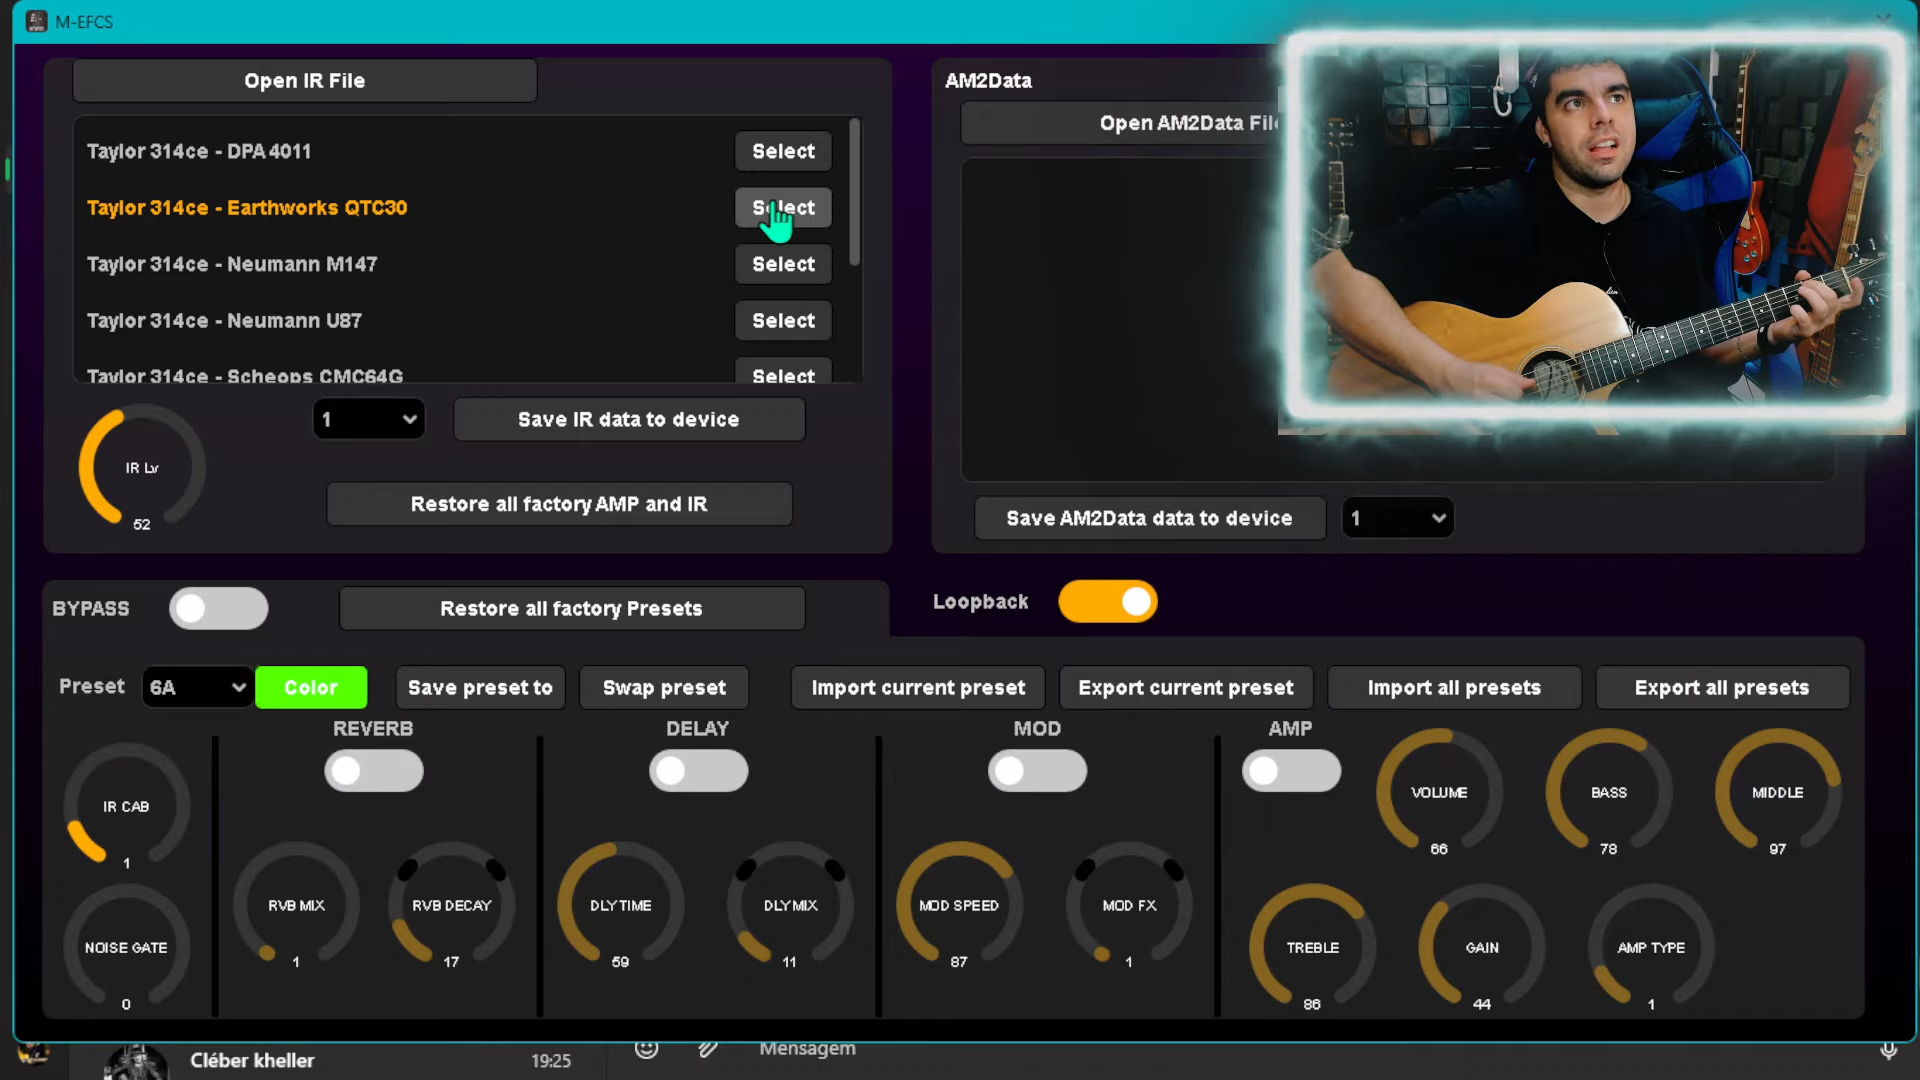 M-EFCS
Open IR File
Taylor 314ce - DPA 4011
Select
Taylor 314ce - Earthworks QTC30
Select
Taylor 314ce - Neumann M147
Select
Taylor 314ce - Neumann U87
Select
Taylor 314ce - Scheops CMC64G
Select
IR Lv
52
1
Save IR data to device
Restore all factory AMP and IR
AM2Data
Open AM2Data File
Save AM2Data data to device
1
BYPASS
Restore all factory Presets
Loopback
Preset
6A
Color
Save preset to
Swap preset
Import current preset
Export current preset
Import all presets
Export all presets
IR CAB
1
NOISE GATE
0
REVERB
RVB MIX
1
RVB DECAY
17
DELAY
DLY TIME
59
DLY MIX
11
MOD
MOD SPEED
87
MOD FX
1
AMP
VOLUME
66
BASS
78
MIDDLE
97
TREBLE
86
GAIN
44
AMP TYPE
1
Cléber kheller
19:25
Mensagem